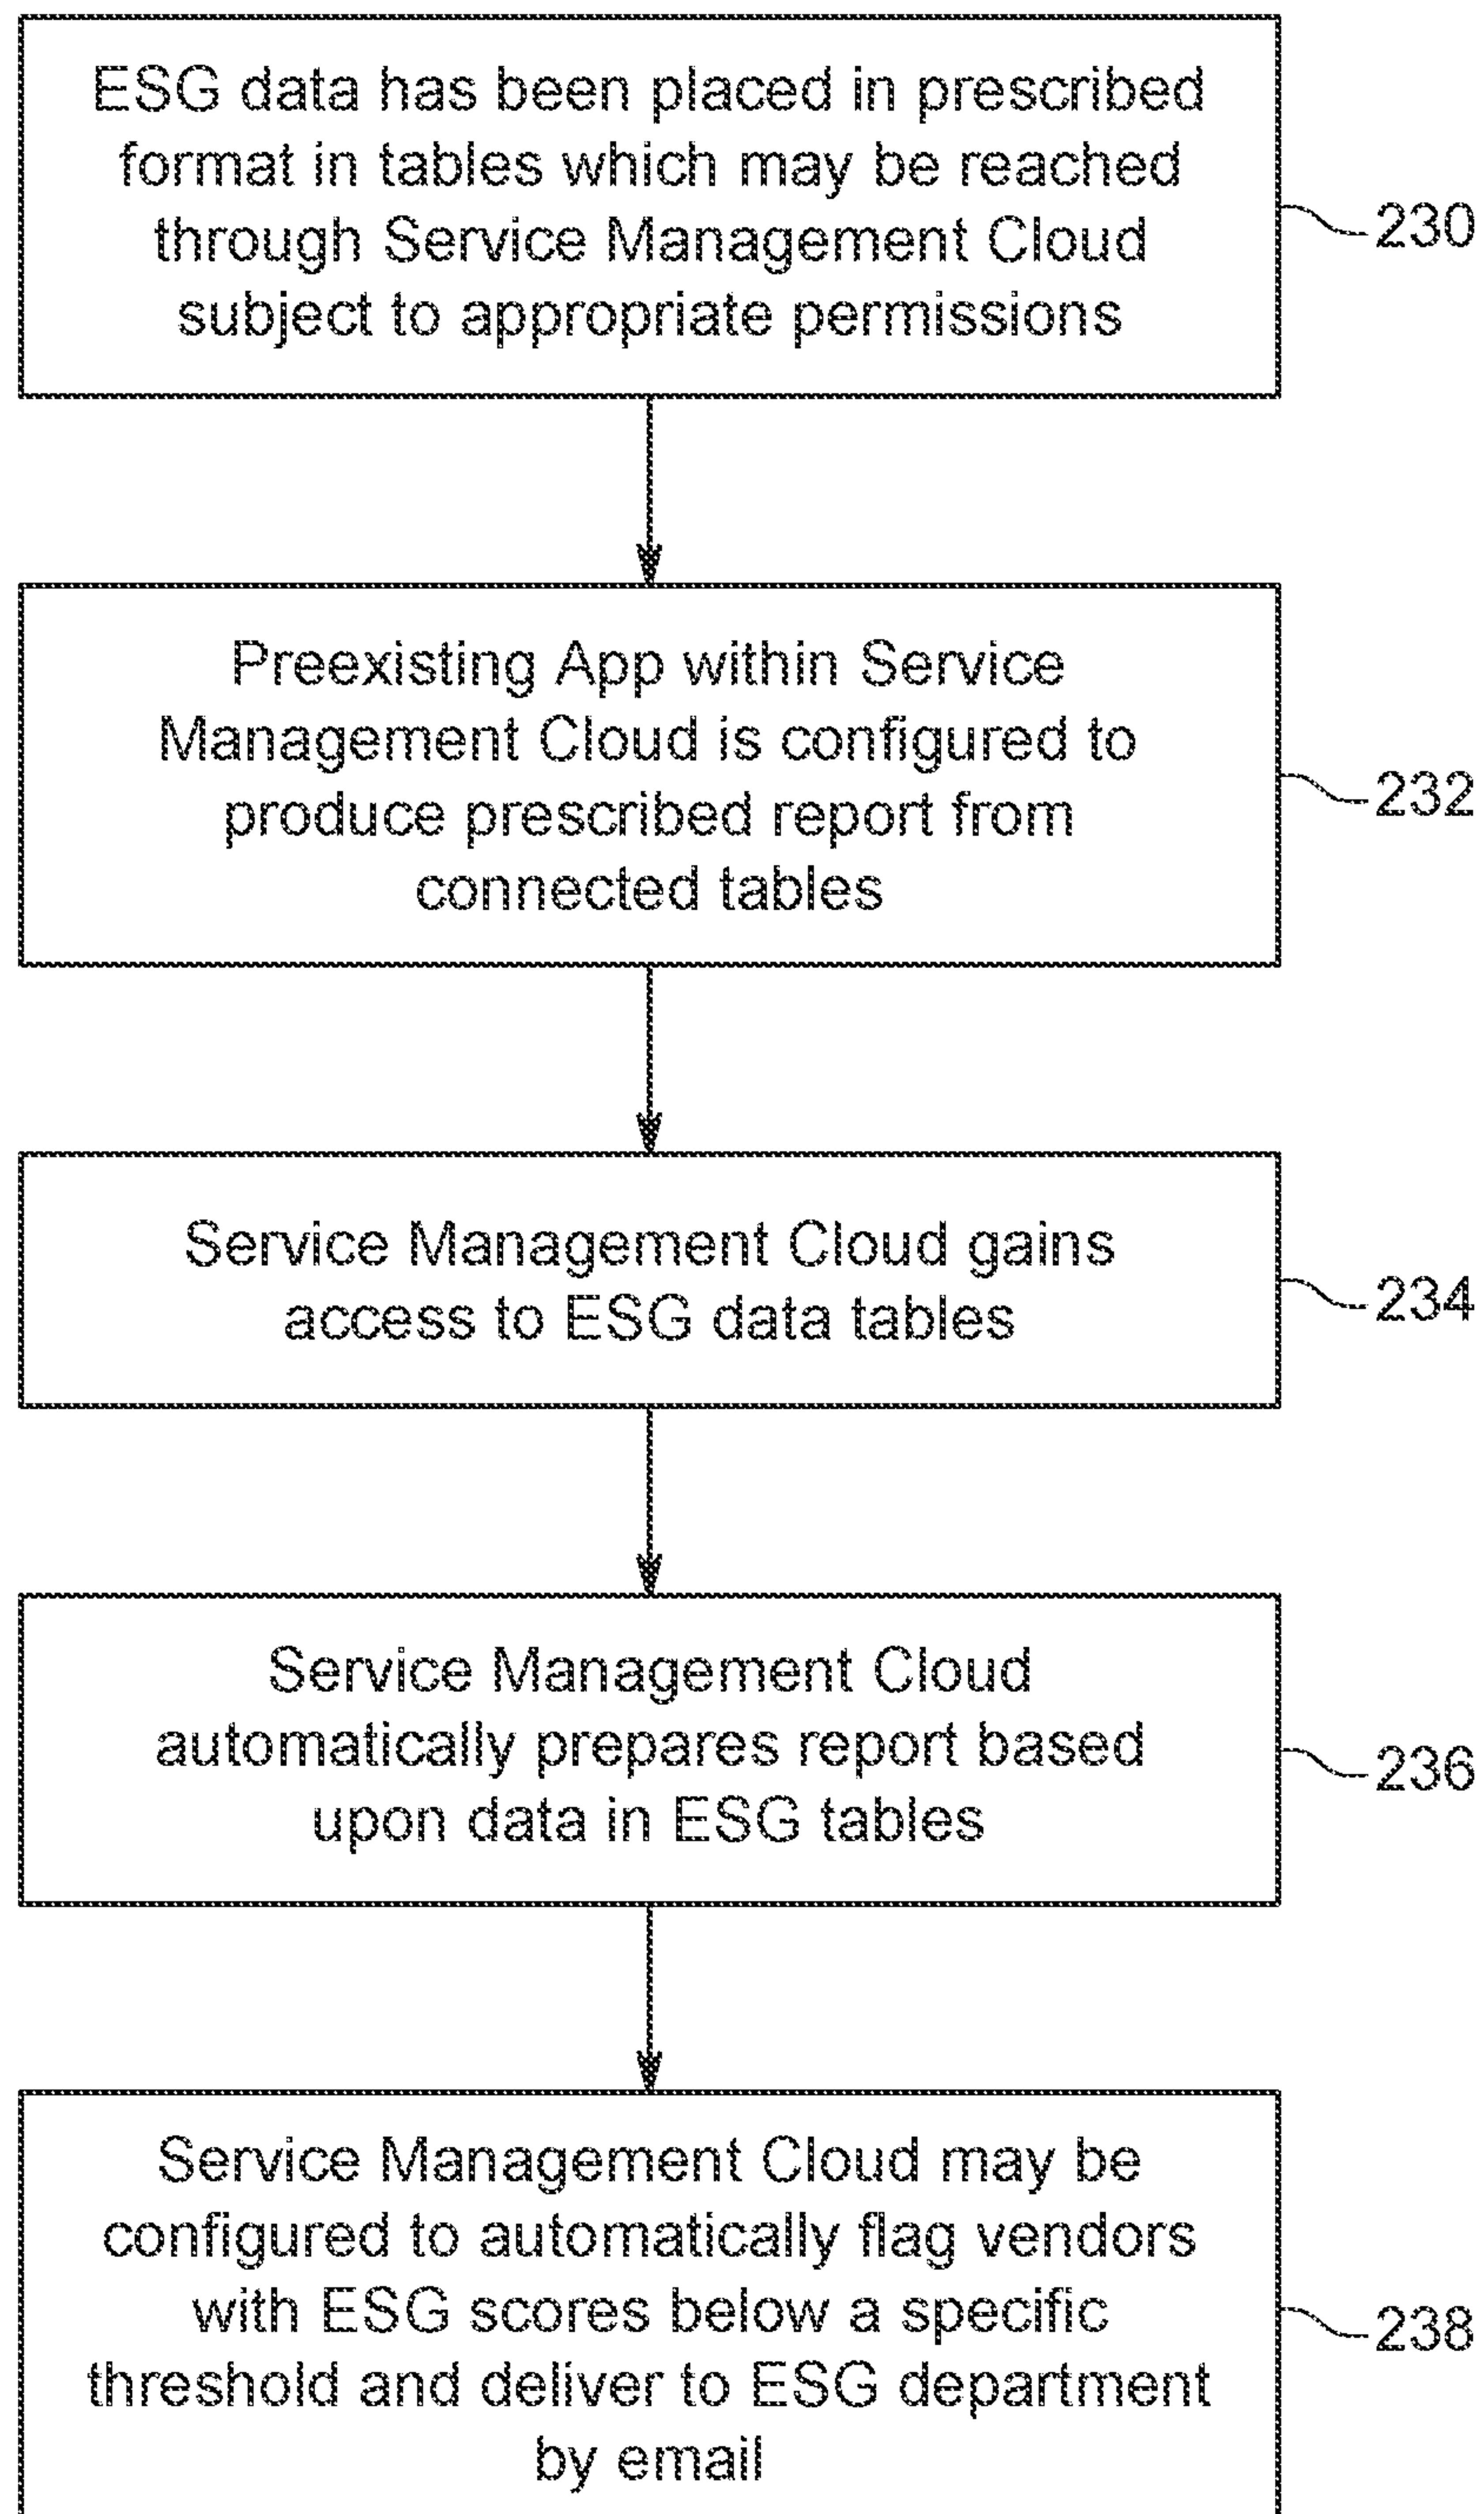 ESG data has been placed in prescribed
format in tables which may be reached
through Service Management Cloud
subject to appropriate permissions
230
Preexisting App within Service
Management Cloud is configured to
produce prescribed report from
connected tables
232
Service Management Cloud gains
access to ESG data tables
234
Service Management Cloud
automatically prepares report based
upon data in ESG tables
236
Service Management Cloud may be
configured to automatically flag vendors
with ESG scores below a specific
threshold and deliver to ESG department
by email
238